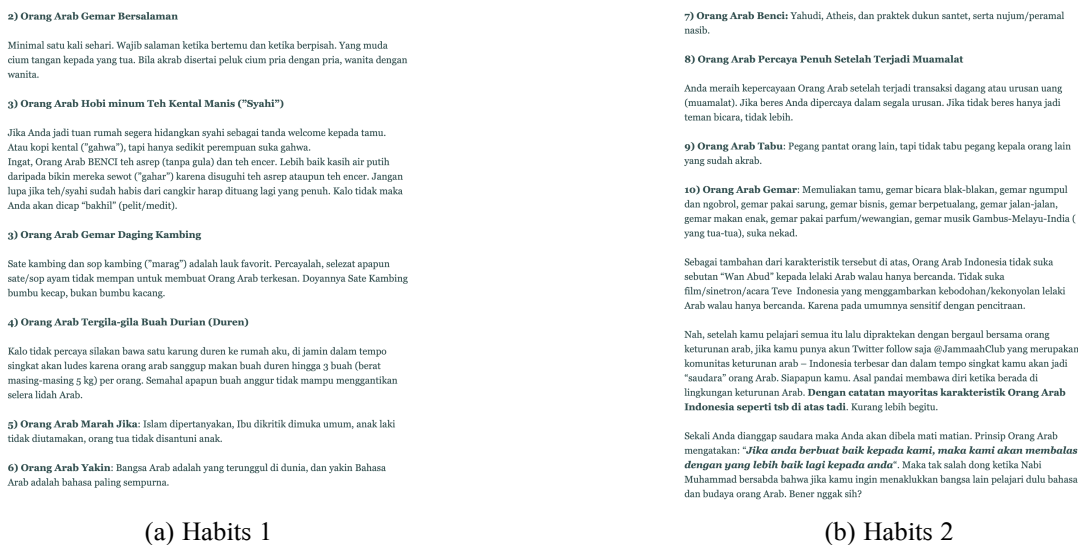 2) Orang Arab Gemar Bersalaman
Minimal satu kali sehari. Wajib salaman ketika bertemu dan ketika berpisah. Yang muda
cium tangan kepada yang tua. Bila akrab disertai peluk cium pria dengan pria, wanita dengan
wanita.
3) Orang Arab Hobi minum Teh Kental Manis ("Syahi")
Jika Anda jadi tuan rumah segera hidangkan syahi sebagai tanda welcome kepada tamu.
Atau kopi kental ("gahwa"), tapi hanya sedikit perempuan suka gahwa.
Ingat, Orang Arab BENCI teh asrep (tanpa gula) dan teh encer. Lebih baik kasih air putih
daripada bikin mereka sewot ("gahar") karena disuguhi teh asrep ataupun teh encer. Jangan
lupa jika teh/syahi sudah habis dari cangkir harap dituang lagi yang penuh. Kalo tidak maka
Anda akan dicap "bakhil" (pelit/medit).
3) Orang Arab Gemar Daging Kambing
Sate kambing dan sop kambing ("marag") adalah lauk favorit. Percayalah, selezat apapun
sate/sop ayam tidak mempan untuk membuat Orang Arab terkesan. Doyannya Sate Kambing
bumbu kecap, bukan bumbu kacang.
4) Orang Arab Tergila-gila Buah Durian (Duren)
Kalo tidak percaya silakan bawa satu karung duren ke rumah aku, di jamin dalam tempo
singkat akan ludes karena orang arab sanggup makan buah duren hingga 3 buah (berat
masing-masing 5 kg) per orang. Semahal apapun buah anggur tidak mampu menggantikan
selera lidah Arab.
5) Orang Arab Marah Jika: Islam dipertanyakan, Ibu dikritik dimuka umum, anak laki
tidak diutamakan, orang tua tidak disantuni anak.
6) Orang Arab Yakin: Bangsa Arab adalah yang terunggul di dunia, dan yakin Bahasa
Arab adalah bahasa paling sempurna.
(a) Habits 1
7) Orang Arab Benci: Yahudi, Atheis, dan praktek dukun santet, serta nujum/peramal
nasib.
8) Orang Arab Percaya Penuh Setelah Terjadi Muamalat
Anda meraih kepercayaan Orang Arab setelah terjadi transaksi dagang atau urusan uang
(muamalat). Jika beres Anda dipercaya dalam segala urusan. Jika tidak beres hanya jadi
teman bicara, tidak lebih.
9) Orang Arab Tabu: Pegang pantat orang lain, tapi tidak tabu pegang kepala orang lain
yang sudah akrab.
10) Orang Arab Gemar: Memuliakan tamu, gemar bicara blak-blakan, gemar ngumpul
dan ngobrol, gemar pakai sarung, gemar bisnis, gemar berpetualang, gemar jalan-jalan,
gemar makan enak, gemar pakai parfum/wewangian, gemar musik Gambus-Melayu-India (
yang tua-tua), suka nekad.
Sebagai tambahan dari karakteristik tersebut di atas, Orang Arab Indonesia tidak suka
sebutan "Wan Abud" kepada lelaki Arab walau hanya bercanda. Tidak suka
film/sinetron/acara Teve  Indonesia yang menggambarkan kebodohan/kekonyolan lelaki
Arab walau hanya bercanda. Karena pada umumnya sensitif dengan pencitraan.
Nah, setelah kamu pelajari semua itu lalu dipraktekan dengan bergaul bersama orang
keturunan arab, jika kamu punya akun Twitter follow saja @JammaahClub yang merupakan
komunitas keturunan arab – Indonesia terbesar dan dalam tempo singkat kamu akan jadi
"saudara" orang Arab. Siapapun kamu. Asal pandai membawa diri ketika berada di
lingkungan keturunan Arab. Dengan catatan mayoritas karakteristik Orang Arab
Indonesia seperti tsb di atas tadi. Kurang lebih begitu.
Sekali Anda dianggap saudara maka Anda akan dibela mati matian. Prinsip Orang Arab
mengatakan: "Jika anda berbuat baik kepada kami, maka kami akan membalas
dengan yang lebih baik lagi kepada anda". Maka tak salah dong ketika Nabi
Muhammad bersabda bahwa jika kamu ingin menaklukkan bangsa lain pelajari dulu bahasa
dan budaya orang Arab. Bener nggak sih?
(b) Habits 2